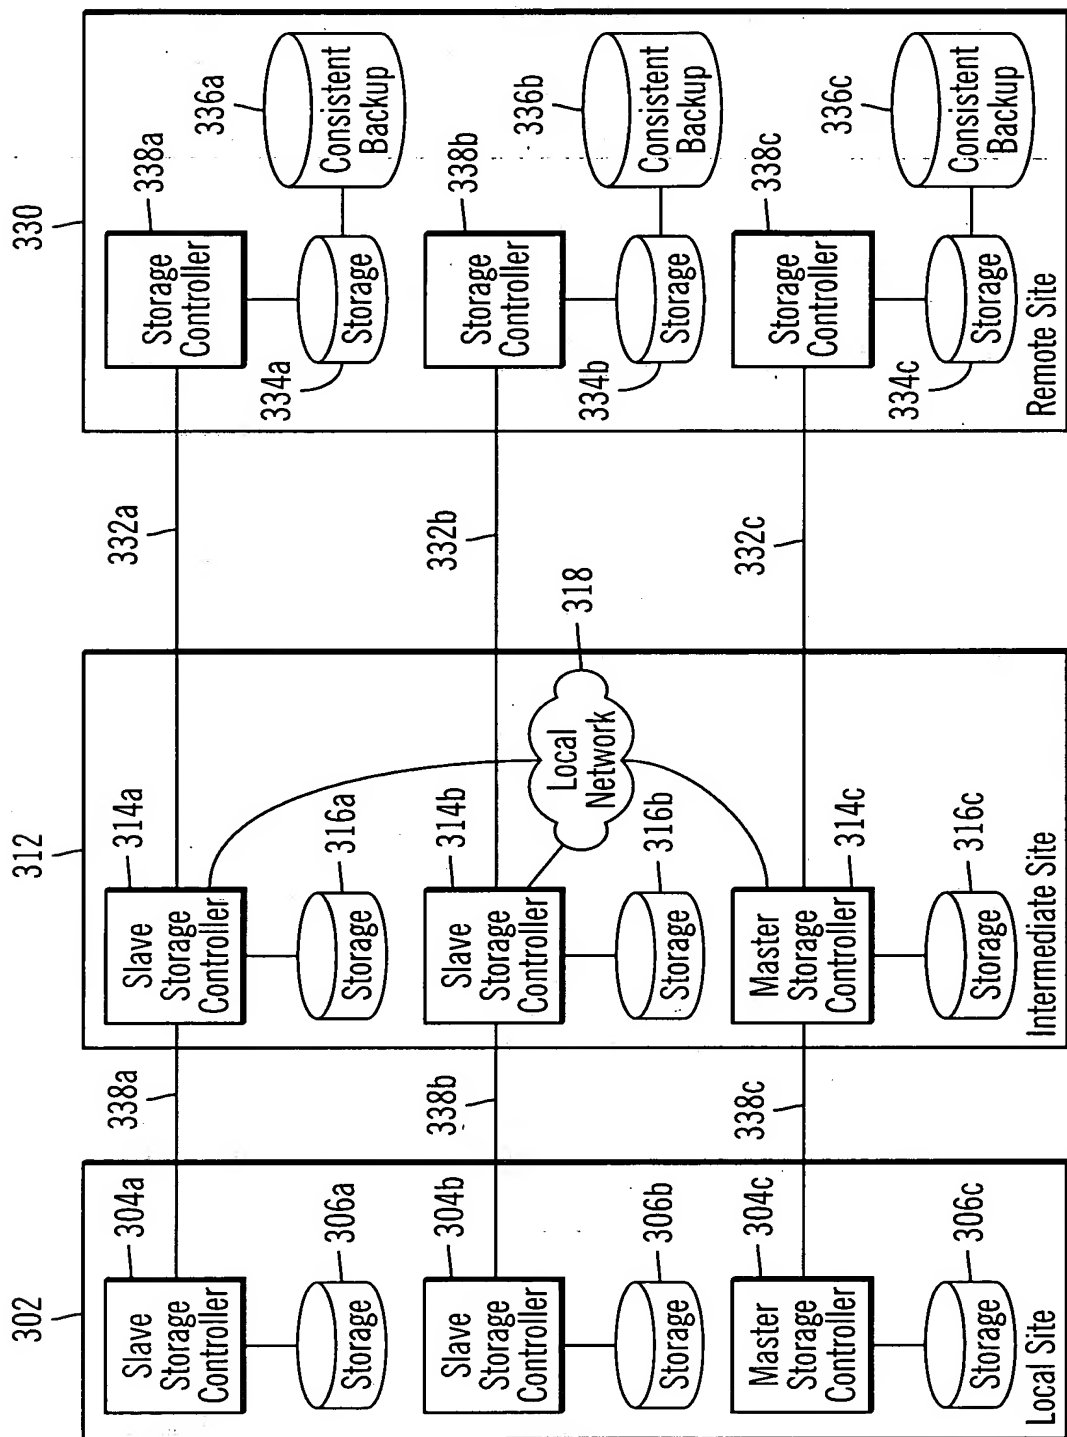 302
304a
Slave
Storage
Controller
306a
Storage
304b
Slave
Storage
Controller
306b
Storage
304c
Master
Storage
Controller
306c
Storage
Local Site
338a
338b
338c
312
314a
Slave
Storage
Controller
316a
Storage
314b
Slave
Storage
Controller
316b
Storage
318
Local
Network
314c
Master
Storage
Controller
316c
Storage
Intermediate Site
332a
332b
332c
330
338a
Storage
Controller
334a
Storage
336a
Consistent
Backup
338b
Storage
Controller
334b
Storage
336b
Consistent
Backup
338c
Storage
Controller
334c
Storage
336c
Consistent
Backup
Remote Site